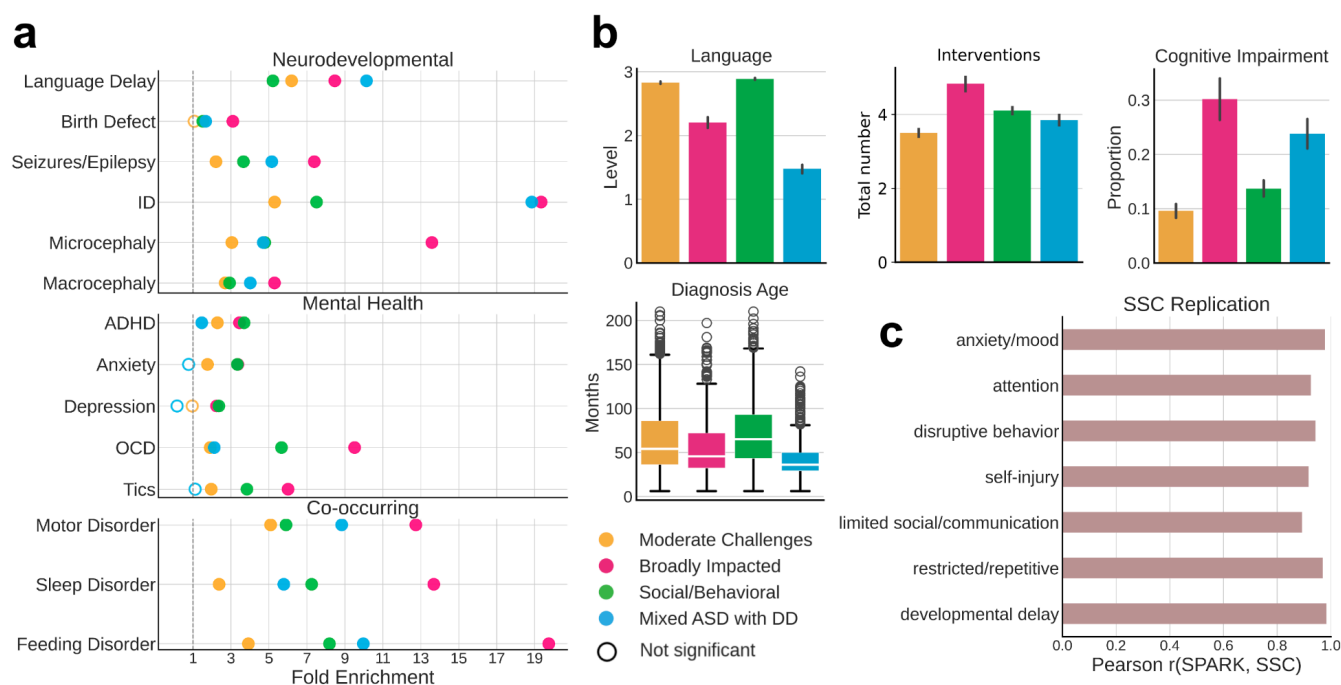 a
Neurodevelopmental
Language Delay
Birth Defect
Seizures/Epilepsy
ID
Microcephaly
Macrocephaly
Mental Health
ADHD
Anxiety
Depression
OCD
Tics
Co-occurring
Motor Disorder
Sleep Disorder
Feeding Disorder
1 3 5 7 9 11 13 15 17 19
Fold Enrichment
b
Language
Level
3
2
1
0
Interventions
Total number
4
2
0
Cognitive Impairment
Proportion
0.3
0.2
0.1
0.0
Diagnosis Age
Months
200
150
100
50
0
Moderate Challenges
Broadly Impacted
Social/Behavioral
Mixed ASD with DD
Not significant
c
SSC Replication
anxiety/mood
attention
disruptive behavior
self-injury
limited social/communication
restricted/repetitive
developmental delay
0.0 0.2 0.4 0.6 0.8 1.0
Pearson r(SPARK, SSC)